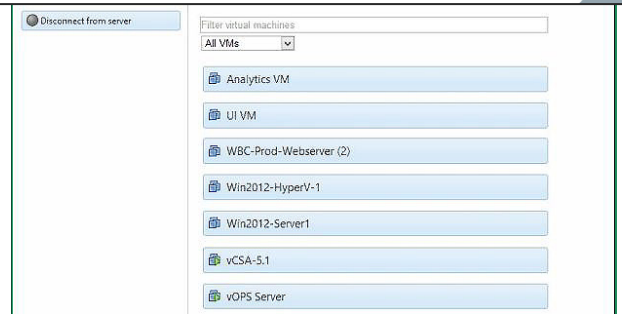 Disconnect from server
Filter virtual machines
All VMs
Analytics VM
UI VM
WBC-Prod-Webserver (2)
Win2012-HyperV-1
Win2012-Server1
vCSA-5.1
vOPS Server